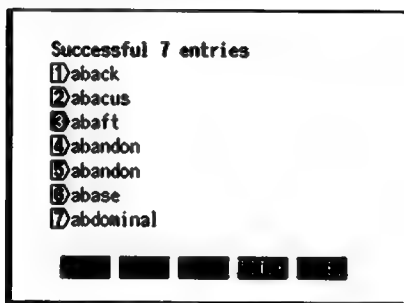 Successful 7 entries
1 aback
2 abacus
3 abaft
4 abandon
5 abandon
6 abase
7 abdominal